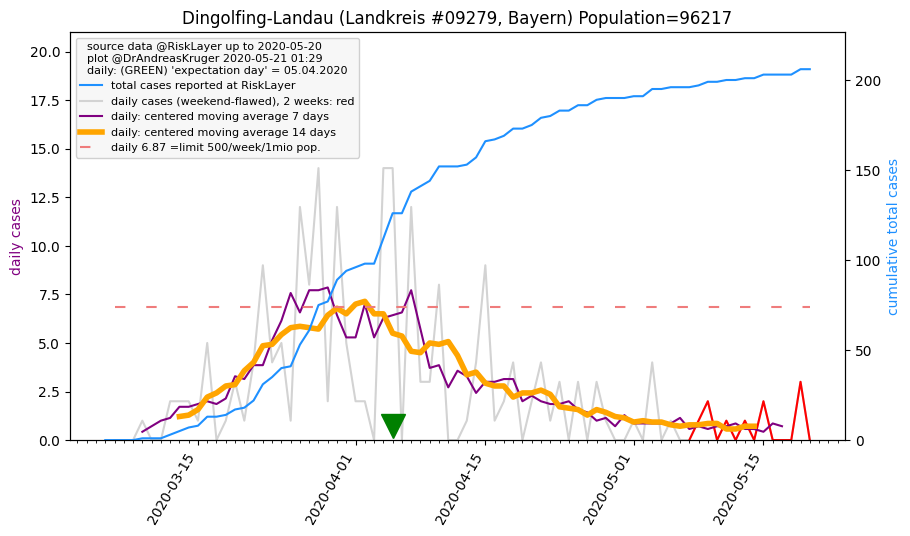 Dingolfing-Landau (Landkreis #09279, Bayern) Population=96217
source data @RiskLayer up to 2020-05-20
plot @DrAndreasKruger 2020-05-21 01:29
daily: (GREEN) 'expectation day' = 05.04.2020
total cases reported at RiskLayer
daily cases (weekend-flawed), 2 weeks: red
daily: centered moving average 7 days
daily: centered moving average 14 days
daily 6.87 =limit 500/week/1mio pop.
daily cases
20.0
17.5
15.0
12.5
10.0
7.5
5.0
2.5
0.0
200
150
100
50
0
cumulative total cases
2020-03-15
2020-04-01
2020-04-15
2020-05-01
2020-05-15